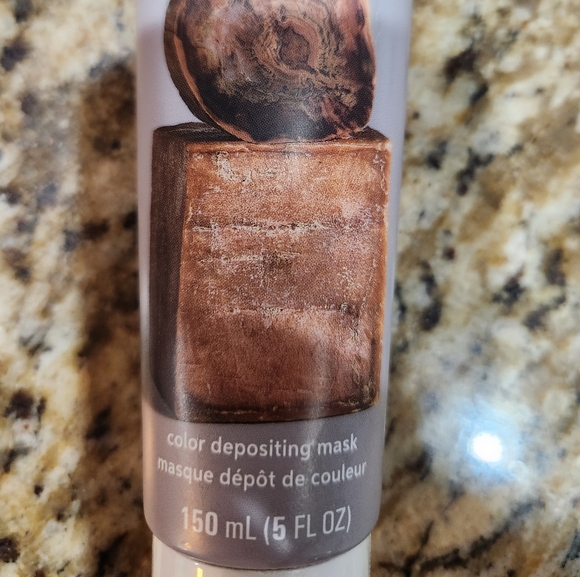 color depositing mask
masque dépôt de couleur
150 mL (5 FL OZ)